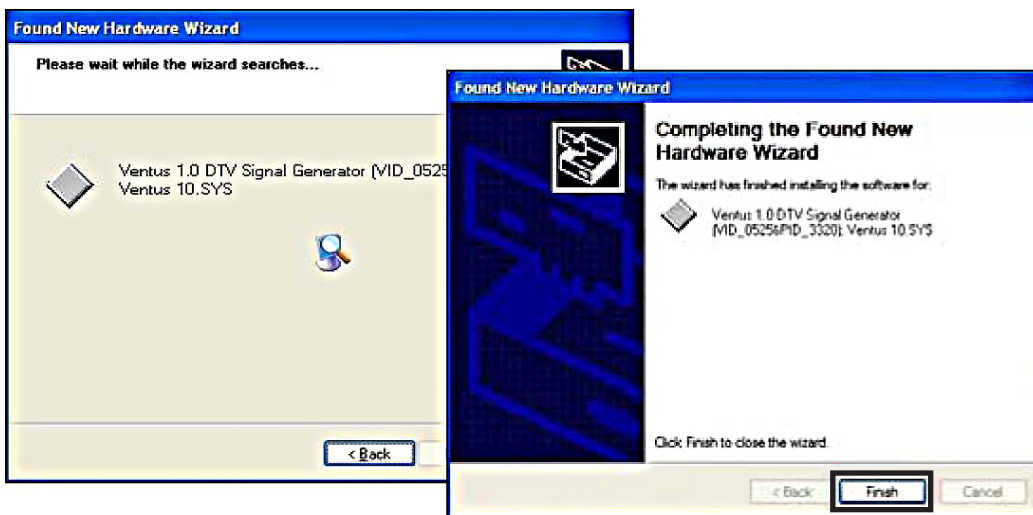 Found New Hardware Wizard
Please wait while the wizard searches...
Ventus 1.0 DTV Signal Generator (VID_0525
Ventus 10.SYS
< Back
Found New Hardware Wizard
Completing the Found New
Hardware Wizard
The wizard has finished installing the software for:
Ventus 1.0 DTV Signal Generator
(VID_0525&PID_3320); Ventus 10.SYS
Click Finish to close the wizard.
< Back
Finish
Cancel